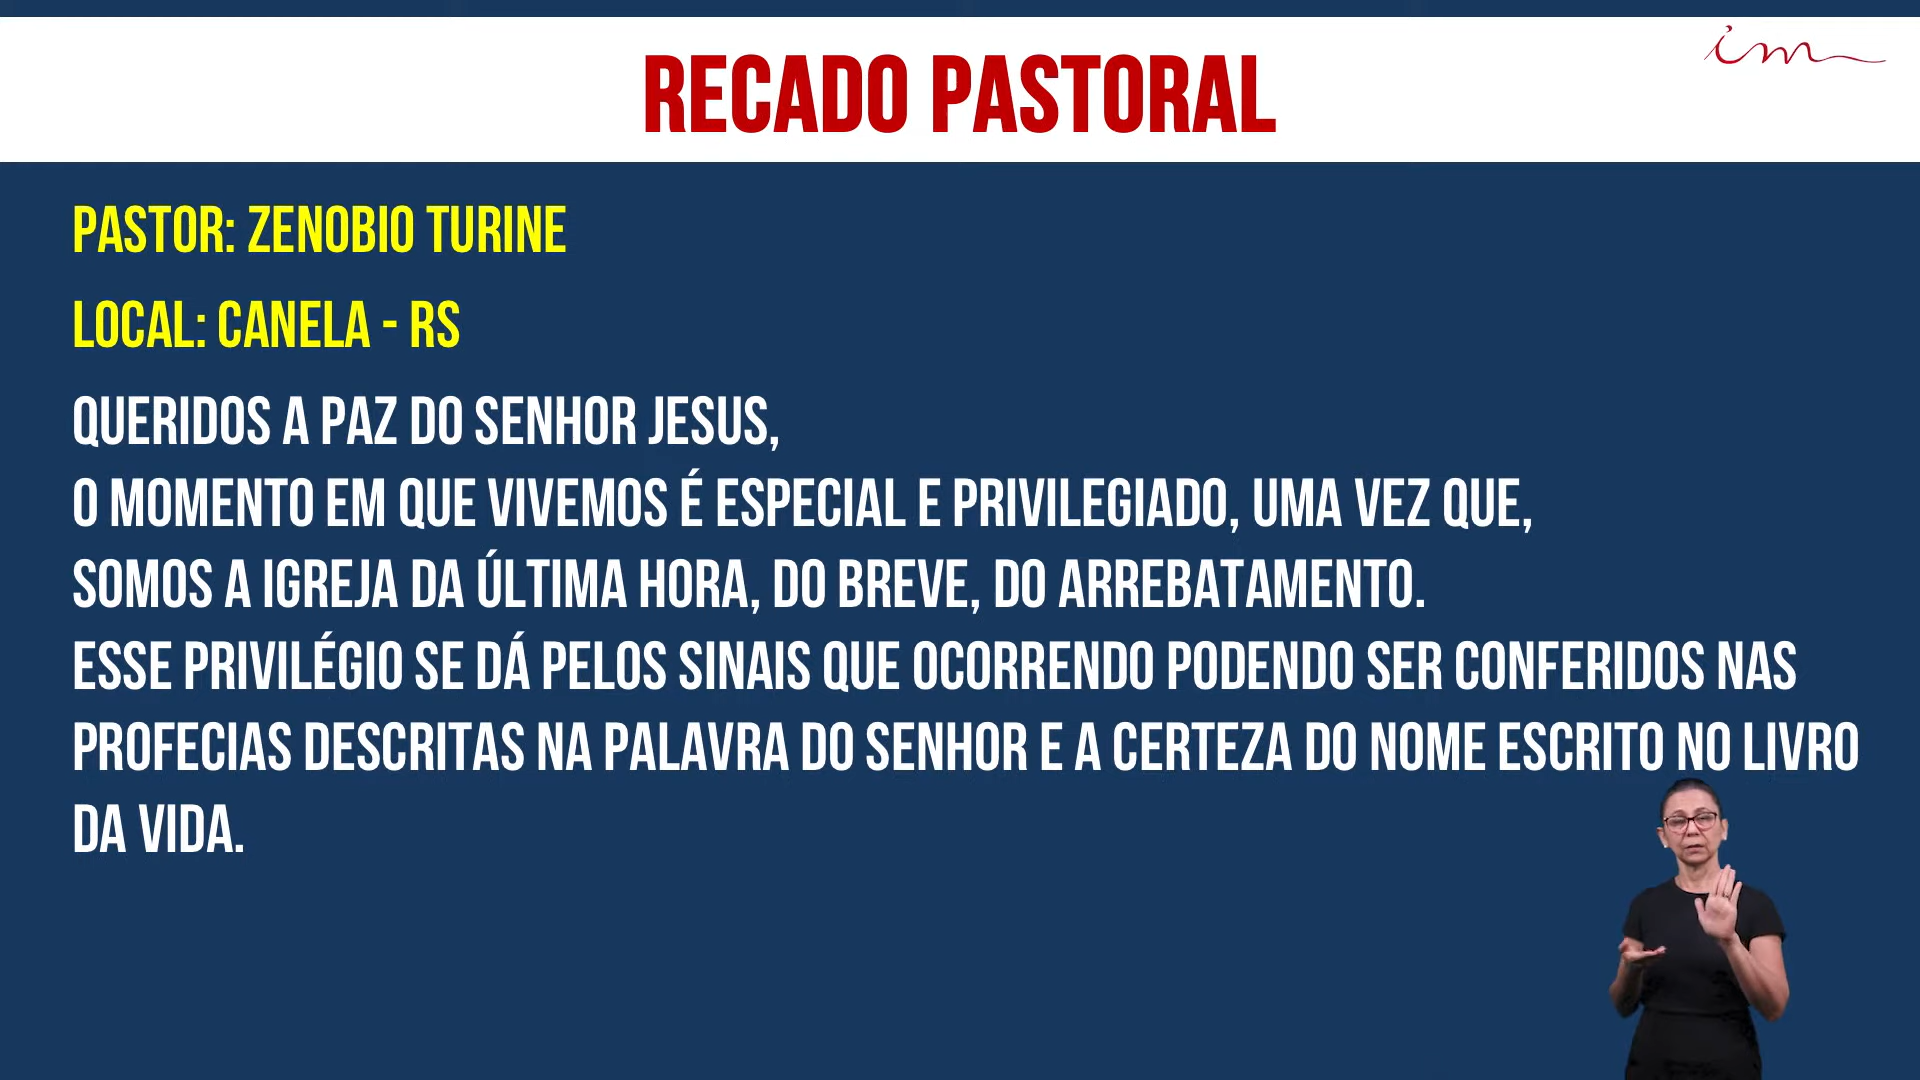 im
RECADO PASTORAL
PASTOR: ZENOBIO TURINE
LOCAL: CANELA - RS
QUERIDOS A PAZ DO SENHOR JESUS,
O MOMENTO EM QUE VIVEMOS É ESPECIAL E PRIVILEGIADO, UMA VEZ QUE,
SOMOS A IGREJA DA ÚLTIMA HORA, DO BREVE, DO ARREBATAMENTO.
ESSE PRIVILÉGIO SE DÁ PELOS SINAIS QUE OCORRENDO PODENDO SER CONFERIDOS NAS
PROFECIAS DESCRITAS NA PALAVRA DO SENHOR E A CERTEZA DO NOME ESCRITO NO LIVRO
DA VIDA.